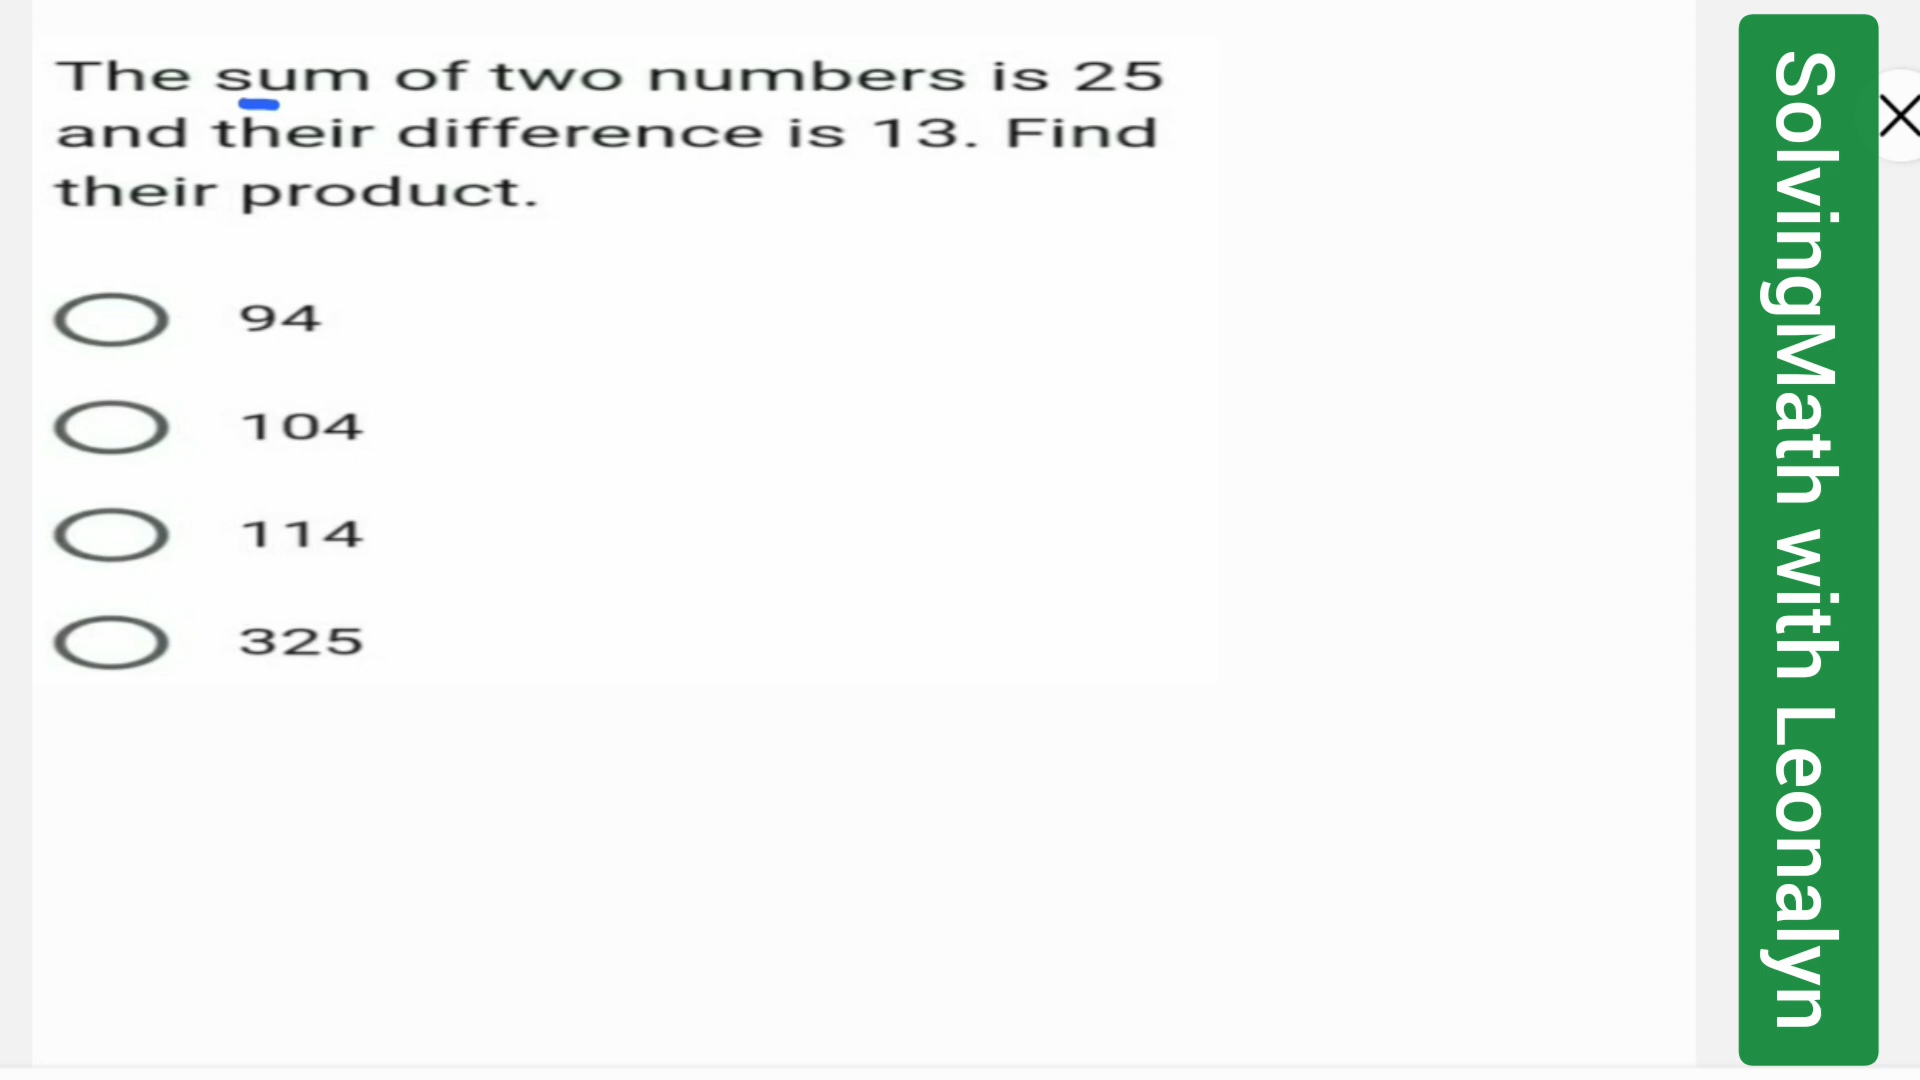 The sum of two numbers is 25
and their difference is 13. Find
their product.
94
104
114
325
SolvingMath with Leonalyn